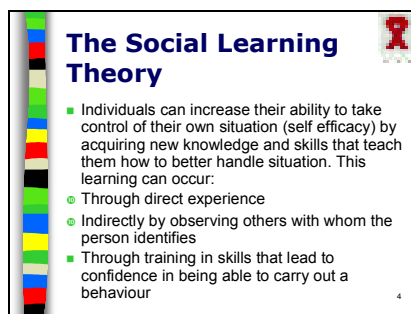 The Social Learning
Theory
Individuals can increase their ability to take
control of their own situation (self efficacy) by
acquiring new knowledge and skills that teach
them how to better handle situation. This
learning can occur:
Through direct experience
Indirectly by observing others with whom the
person identifies
Through training in skills that lead to
confidence in being able to carry out a
behaviour
4